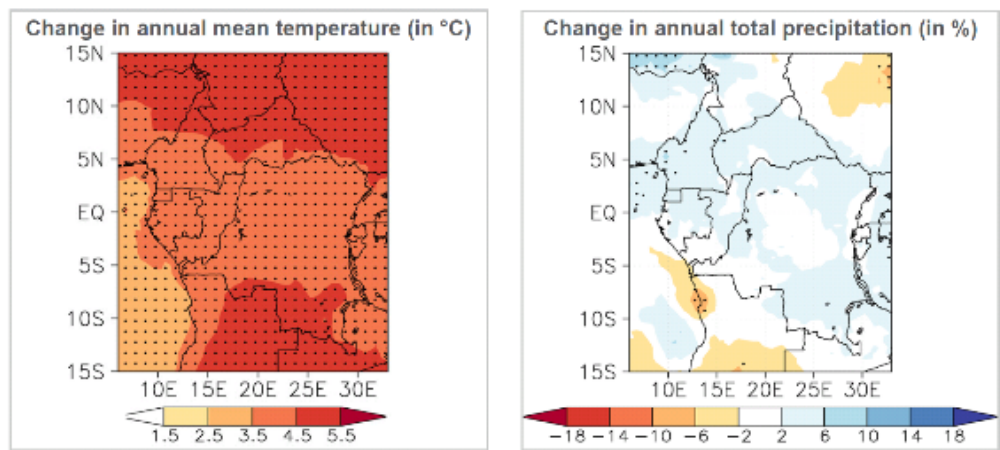 Change in annual mean temperature (in °C)
15N
10N
5N
EQ
5S
10S
15S
10E 15E 20E 25E 30E
1.5 2.5 3.5 4.5 5.5
Change in annual total precipitation (in %)
15N
10N
5N
EQ
5S
10S
15S
10E 15E 20E 25E 30E
-18 -14 -10 -6 -2 2 6 10 14 18